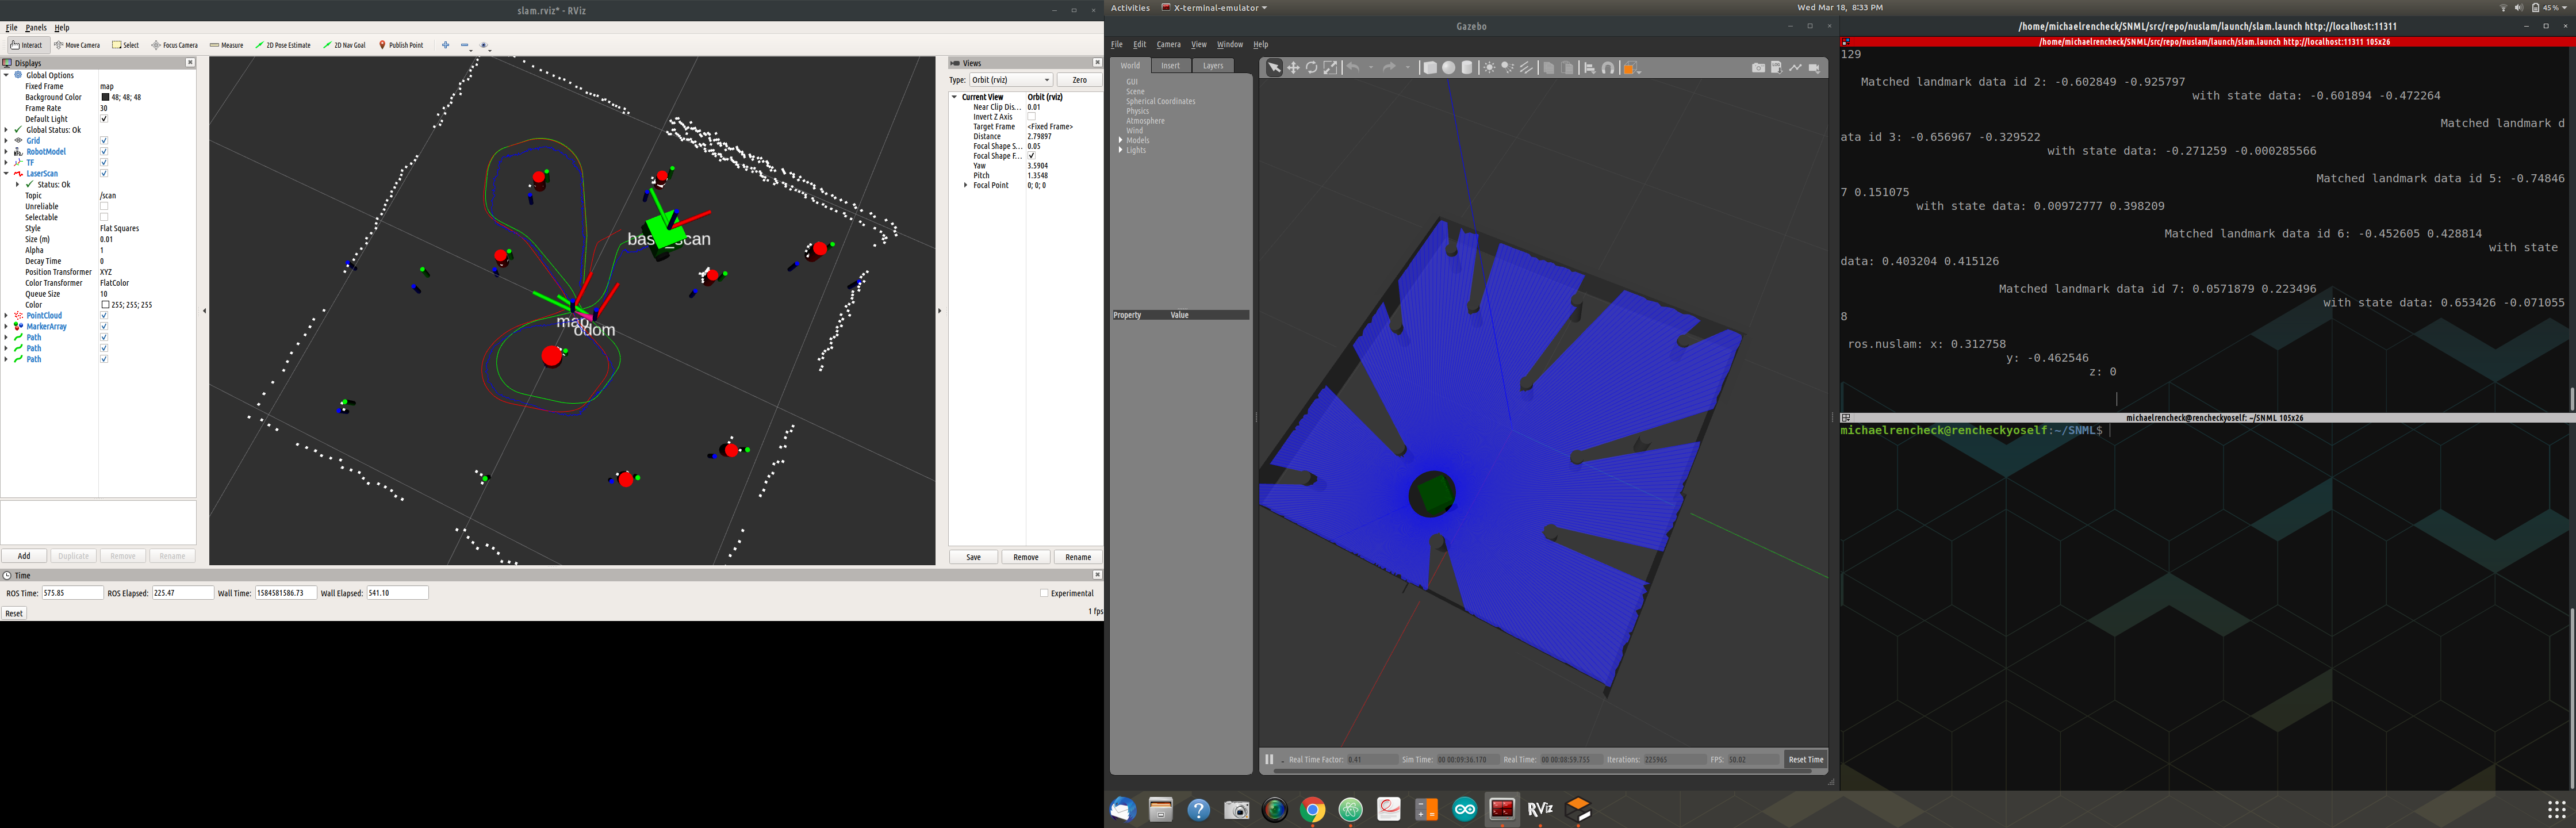 slam.rviz* - RViz
File Panels Help
Interact Move Camera Select Focus Camera Measure 2D Pose Estimate 2D Nav Goal Publish Point
Displays
Global Options
Fixed Frame map
Background Color 48; 48; 48
Frame Rate 30
Default Light
Global Status: Ok
Grid
RobotModel
TF
LaserScan
Status: Ok
Topic /scan
Unreliable
Selectable
Style Flat Squares
Size (m) 0.01
Alpha 1
Decay Time 0
Position Transformer XYZ
Color Transformer FlatColor
Queue Size 10
Color 255; 255; 255
PointCloud
MarkerArray
Path
Path
Path
Add Duplicate Remove Rename
map
odom
Views
Type: Orbit (rviz) Zero
Current View Orbit (rviz)
Near Clip Dis... 0.01
Invert Z Axis
Target Frame <Fixed Frame>
Distance 2.79897
Focal Shape S... 0.05
Focal Shape F...
Yaw 3.5904
Pitch 1.3548
Focal Point 0; 0; 0
Save Remove Rename
Time
ROS Time: 575.85 ROS Elapsed: 225.47 Wall Time: 1584581586.73 Wall Elapsed: 541.10 Experimental
Reset 1 fps
Activities X-terminal-emulator Wed Mar 18, 8:33 PM 45 %
Gazebo
File Edit Camera View Window Help
World Insert Layers
GUI
Scene
Spherical Coordinates
Physics
Atmosphere
Wind
Models
Lights
Property Value
Real Time Factor: 0.41 Sim Time: 00 00:09:36.170 Real Time: 00 00:08:59.755 Iterations: 225965 FPS: 50.02 Reset Time
/home/michaelrencheck/SNML/src/repo/nuslam/launch/slam.launch http://localhost:11311
/home/michaelrencheck/SNML/src/repo/nuslam/launch/slam.launch http://localhost:11311 105x26
129
Matched landmark data id 2: -0.602849 -0.925797
with state data: -0.601894 -0.472264
Matched landmark d
ata id 3: -0.656967 -0.329522
with state data: -0.271259 -0.000285566
Matched landmark data id 5: -0.74846
7 0.151075
with state data: 0.00972777 0.398209
Matched landmark data id 6: -0.452605 0.428814
with state
data: 0.403204 0.415126
Matched landmark data id 7: 0.0571879 0.223496
with state data: 0.653426 -0.071055
8
ros.nuslam: x: 0.312758
y: -0.462546
z: 0
michaelrencheck@rencheckyoself: ~/SNML 105x26
michaelrencheck@rencheckyoself:~/SNML$
RViz